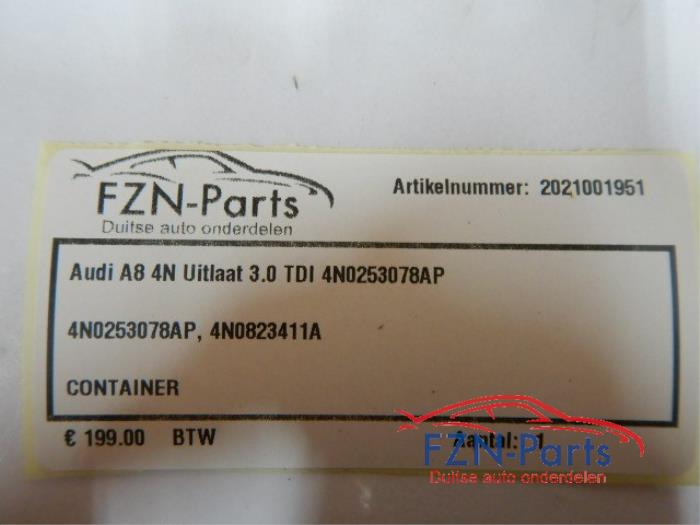 FZN-Parts
Duitse auto onderdelen
Artikelnummer: 2021001951
Audi A8 4N Uitlaat 3.0 TDI 4N0253078AP
4N0253078AP, 4N0823411A
CONTAINER
€ 199.00 BTW
Aantal: 1
FZN-Parts
Duitse auto onderdelen